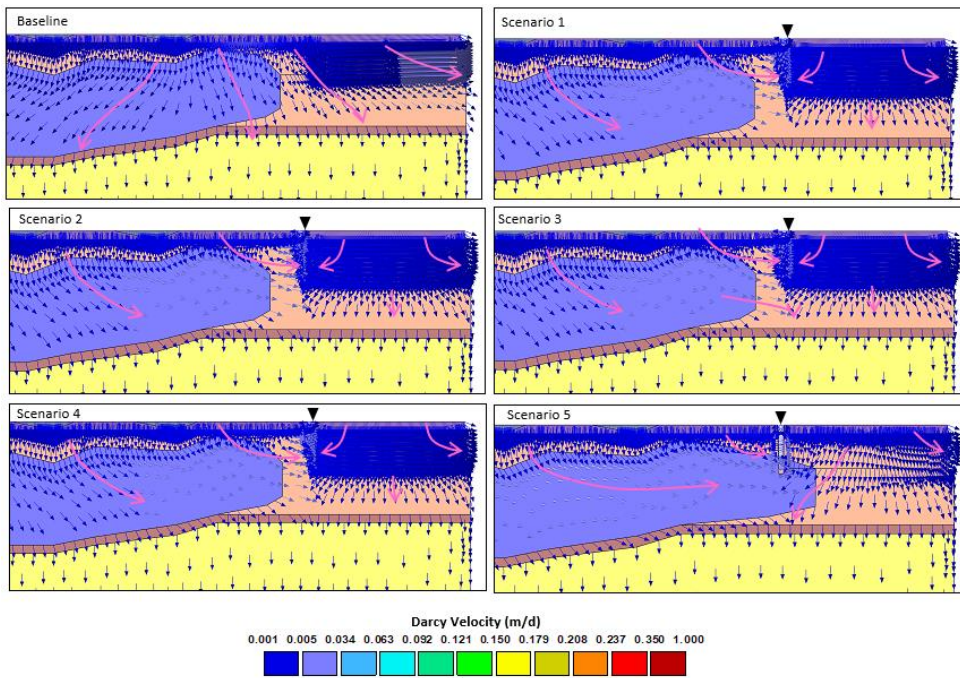 Baseline
Scenario 1
Scenario 2
Scenario 3
Scenario 4
Scenario 5
Darcy Velocity (m/d)
0.001 0.005 0.034 0.063 0.092 0.121 0.150 0.179 0.208 0.237 0.350 1.000